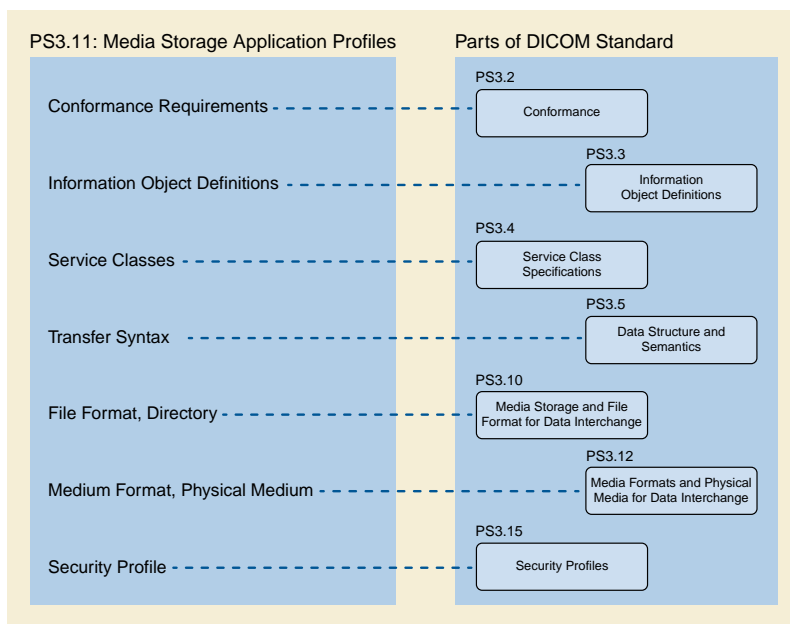 PS3.11: Media Storage Application Profiles
Parts of DICOM Standard
Conformance Requirements
PS3.2
Conformance
Information Object Definitions
PS3.3
Information
Object Definitions
Service Classes
PS3.4
Service Class
Specifications
Transfer Syntax
PS3.5
Data Structure and
Semantics
File Format, Directory
PS3.10
Media Storage and File
Format for Data Interchange
Medium Format, Physical Medium
PS3.12
Media Formats and Physical
Media for Data Interchange
Security Profile
PS3.15
Security Profiles